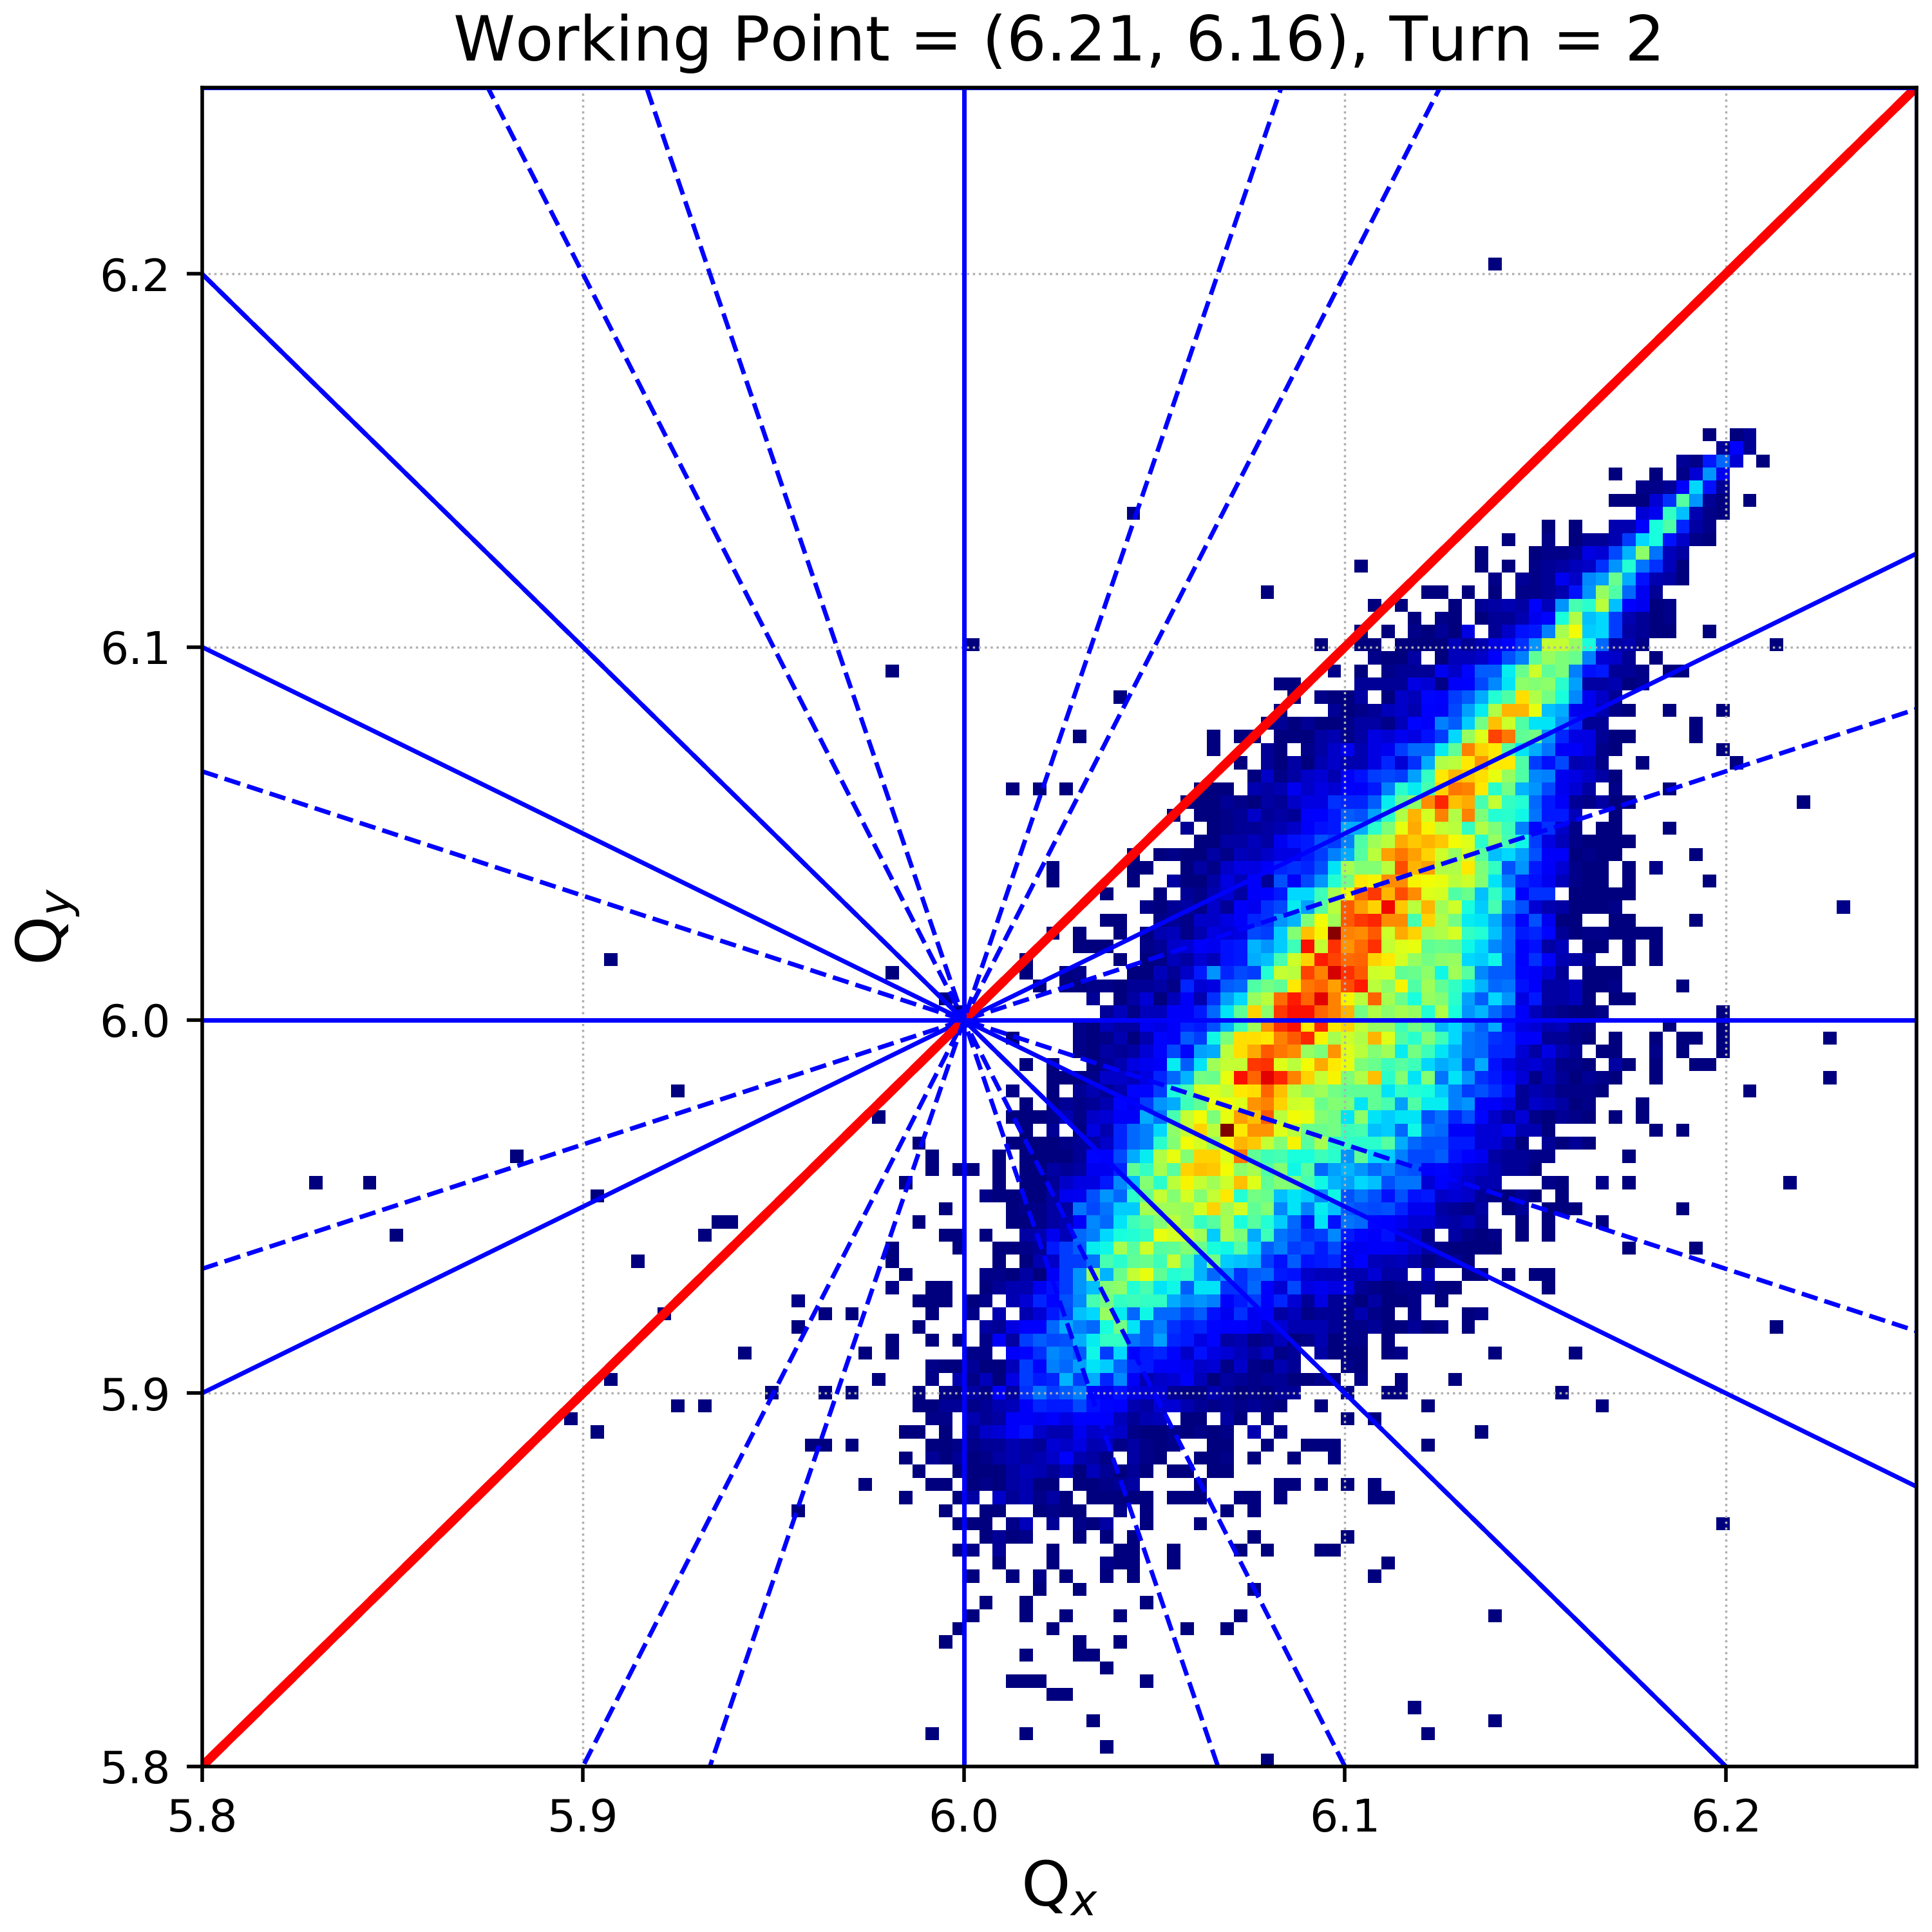 Working Point = (6.21, 6.16), Turn = 2
6.2
6.1
6.0
5.9
5.8
Qy
5.8 5.9 6.0 6.1 6.2
Qx